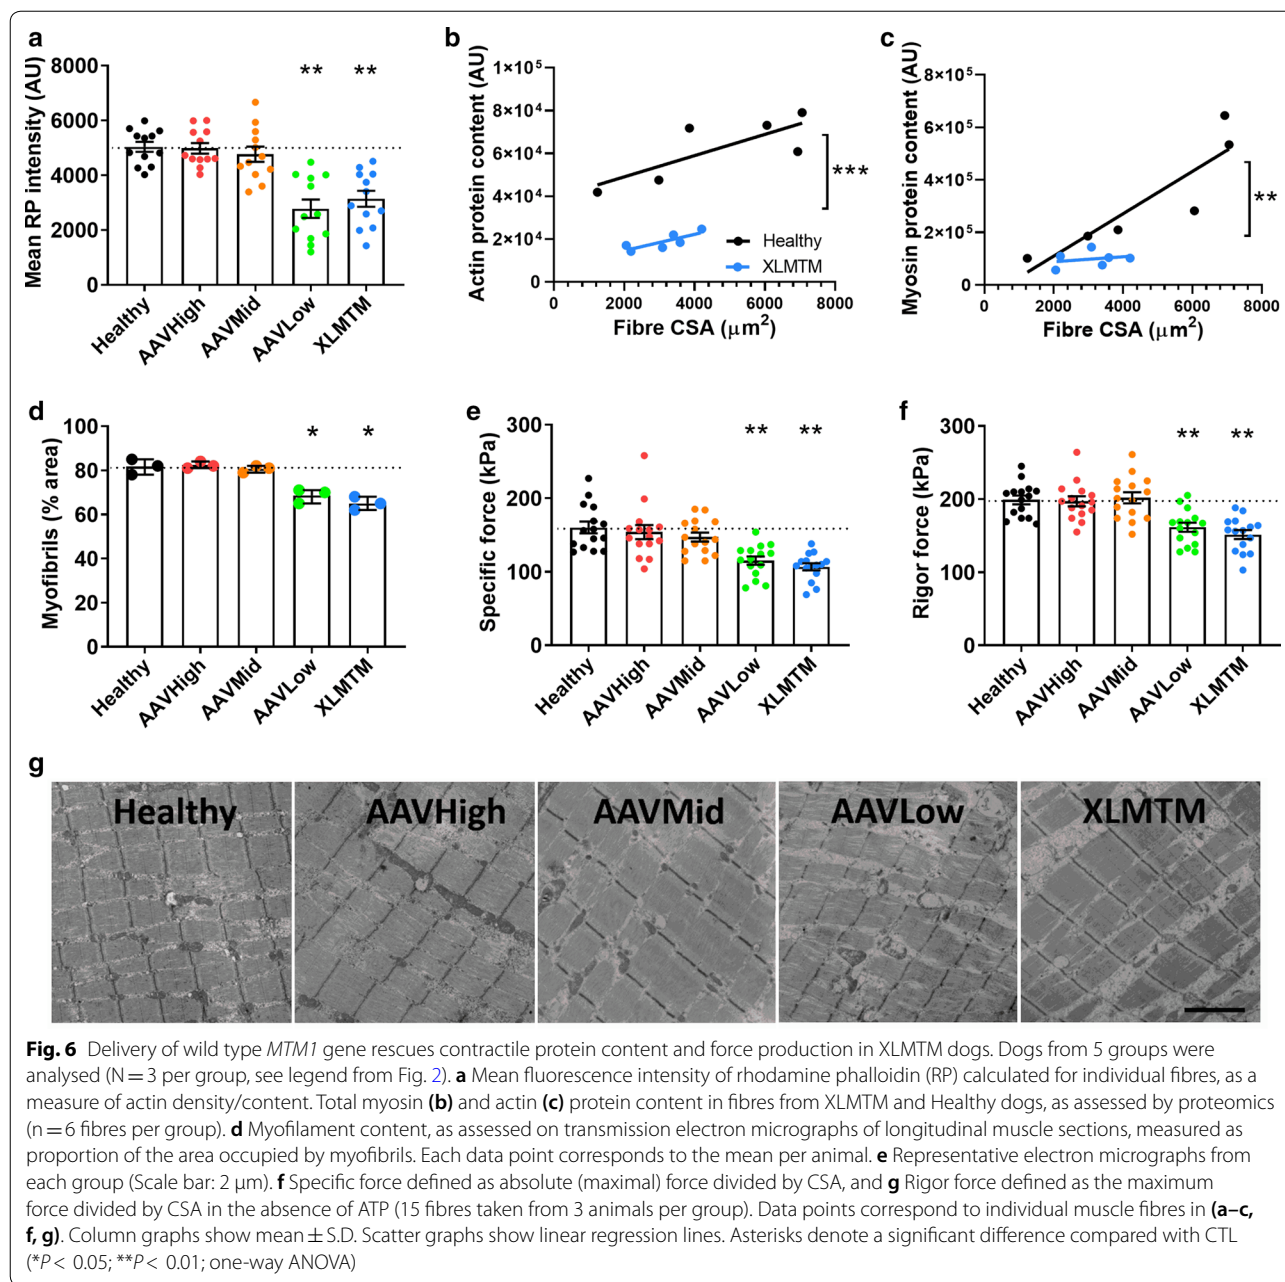 a
Mean RP intensity (AU)
8000
6000
4000
2000
0
** **
Healthy
AAVHigh
AAVMid
AAVLow
XLMTM
b
Actin protein content (AU)
1×10⁵
8×10⁴
6×10⁴
4×10⁴
2×10⁴
0
***
Healthy
XLMTM
2000 4000 6000 8000
Fibre CSA (μm²)
c
Myosin protein content (AU)
8×10⁵
6×10⁵
4×10⁵
2×10⁵
0
**
0 2000 4000 6000 8000
Fibre CSA (μm²)
d
Myofibrils (% area)
100
80
60
40
20
0
* *
Healthy
AAVHigh
AAVMid
AAVLow
XLMTM
e
Specific force (kPa)
300
200
100
0
** **
Healthy
AAVHigh
AAVMid
AAVLow
XLMTM
f
Rigor force (kPa)
300
200
100
0
** **
Healthy
AAVHigh
AAVMid
AAVLow
XLMTM
g
Healthy AAVHigh AAVMid AAVLow XLMTM
Fig. 6 Delivery of wild type MTM1 gene rescues contractile protein content and force production in XLMTM dogs. Dogs from 5 groups were
analysed (N = 3 per group, see legend from Fig. 2). a Mean fluorescence intensity of rhodamine phalloidin (RP) calculated for individual fibres, as a
measure of actin density/content. Total myosin (b) and actin (c) protein content in fibres from XLMTM and Healthy dogs, as assessed by proteomics
(n = 6 fibres per group). d Myofilament content, as assessed on transmission electron micrographs of longitudinal muscle sections, measured as
proportion of the area occupied by myofibrils. Each data point corresponds to the mean per animal. e Representative electron micrographs from
each group (Scale bar: 2 μm). f Specific force defined as absolute (maximal) force divided by CSA, and g Rigor force defined as the maximum
force divided by CSA in the absence of ATP (15 fibres taken from 3 animals per group). Data points correspond to individual muscle fibres in (a–c,
f, g). Column graphs show mean ± S.D. Scatter graphs show linear regression lines. Asterisks denote a significant difference compared with CTL
(*P < 0.05; **P < 0.01; one-way ANOVA)